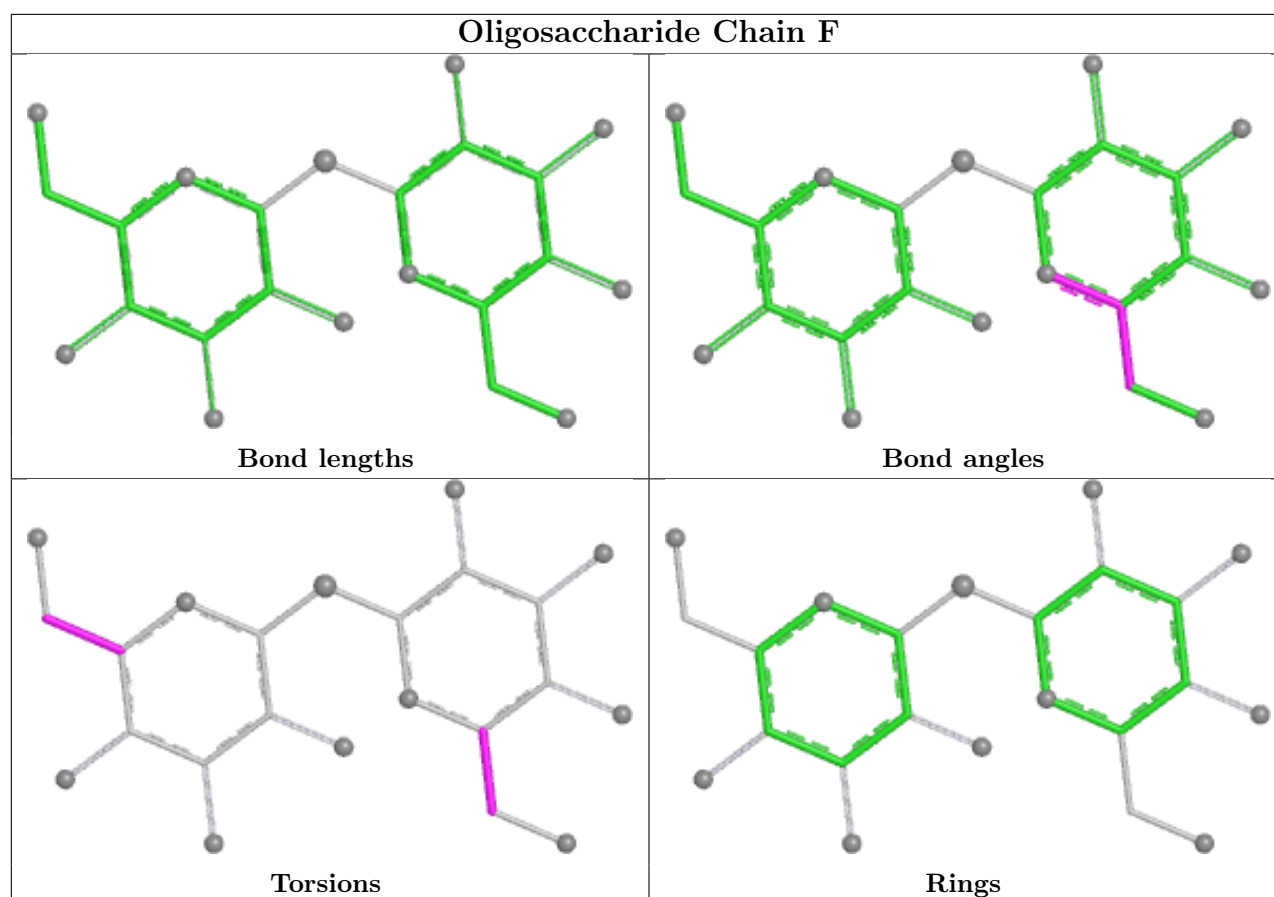 Oligosaccharide Chain F
Bond lengths
Bond angles
Torsions
Rings